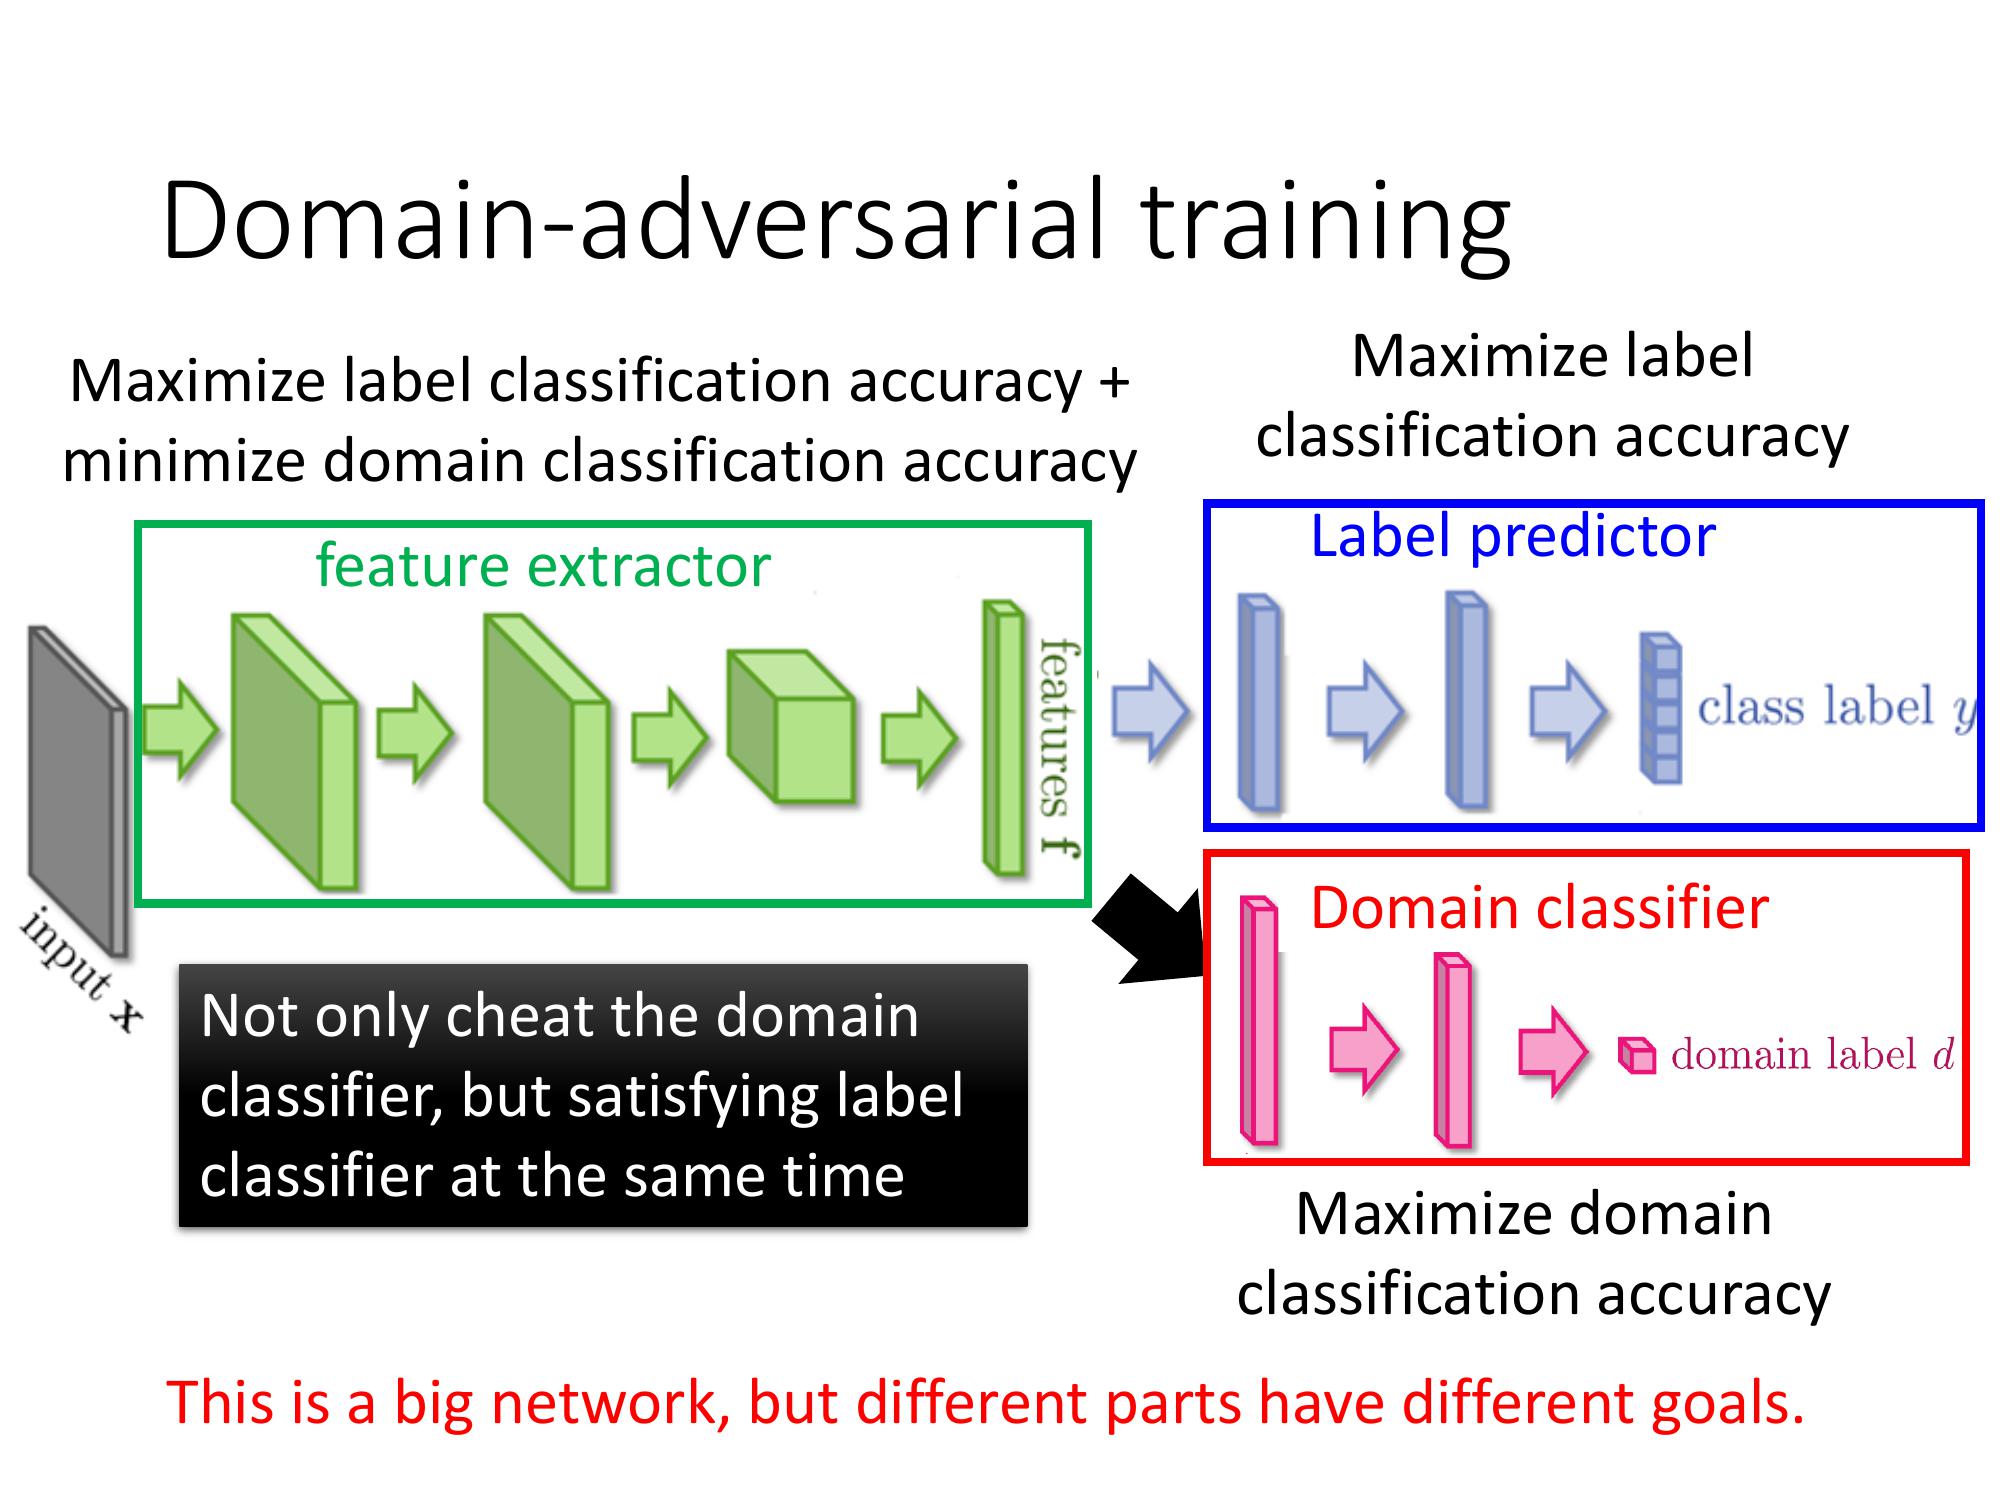 Domain-adversarial training
Maximize label classification accuracy +
minimize domain classification accuracy
Maximize label
classification accuracy
feature extractor
features f
input x
Label predictor
class label y
Domain classifier
domain label d
Not only cheat the domain
classifier, but satisfying label
classifier at the same time
Maximize domain
classification accuracy
This is a big network, but different parts have different goals.